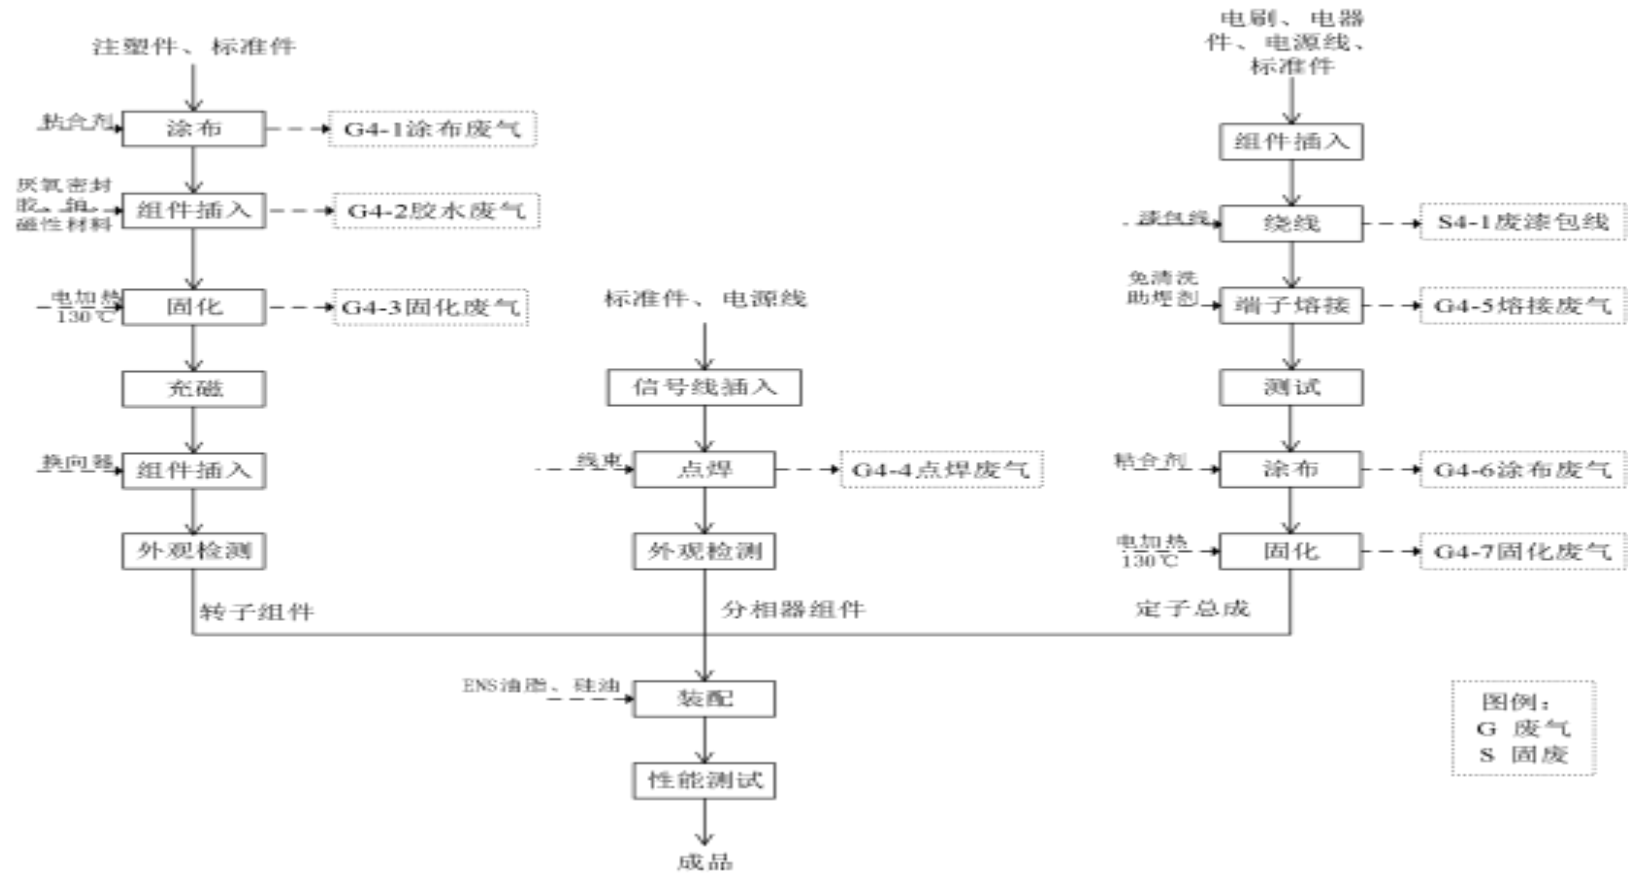 注塑件、标准件
粘合剂
涂布
G4-1涂布废气
厌氧密封
胶、轴、
磁性材料
组件插入
G4-2胶水废气
电加热
130℃
固化
G4-3固化废气
充磁
换向器
组件插入
外观检测
转子组件
标准件、电源线
信号线插入
线束
点焊
G4-4点焊废气
外观检测
分相器组件
电刷、电器
件、电源线、
标准件
组件插入
漆包线
绕线
S4-1废漆包线
免清洗
助焊剂
端子熔接
G4-5熔接废气
测试
粘合剂
涂布
G4-6涂布废气
电加热
130℃
固化
G4-7固化废气
定子总成
ENS油脂、硅油
装配
性能测试
成品
图例：
G 废气
S 固废